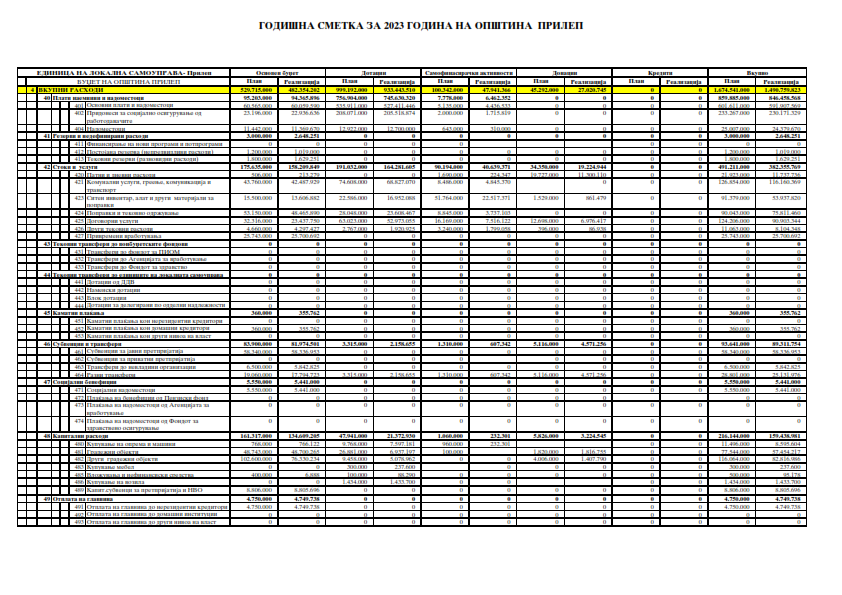 ГОДИШНА СМЕТКА ЗА 2023 ГОДИНА НА ОПШТИНА ПРИЛЕП
ЕДИНИЦА НА ЛОКАЛНА САМОУПРАВА- Прилеп Основен буџет Дотации Самофинансирачки активности Донации Кредити Вкупно
БУЏЕТ НА ОПШТИНА ПРИЛЕП План Реализација План Реализација План Реализација План Реализација План Реализација План Реализација
4 ВКУПНИ РАСХОДИ 529.715.000 482.354.202 999.192.000 933.443.510 100.342.000 47.941.366 45.292.000 27.020.745 0 0 1.674.541.000 1.490.759.823
40 Плати наемнини и надоместоци 95.203.000 94.365.896 756.904.000 745.630.320 7.778.000 6.462.352 0 0 0 0 859.885.000 846.458.568
401 Основни плати и надоместоци 60.565.000 60.059.590 535.911.000 527.411.446 5.135.000 4.436.533 0 0 0 0 601.611.000 591.907.569
402 Придонеси за социјално осигурување од работодавачите 23.196.000 22.936.636 208.071.000 205.518.874 2.000.000 1.715.819 0 0 233.267.000 230.171.329
404 Надоместоци 11.442.000 11.369.670 12.922.000 12.700.000 643.000 310.000 0 0 0 0 25.007.000 24.379.670
41 Резерви и недефинирани расходи 3.000.000 2.648.251 0 0 0 0 0 0 0 0 3.000.000 2.648.251
411 Финансирање на нови програми и потпрограми 0 0 0 0 0 0
412 Постојана резерва (непредвидливи расходи) 1.200.000 1.019.000 0 0 0 0 0 0 0 0 1.200.000 1.019.000
413 Тековни резерви (разновидни расходи) 1.800.000 1.629.251 0 0 0 0 0 0 0 0 1.800.000 1.629.251
42 Стоки и услуги 175.635.000 158.209.849 191.032.000 164.281.605 90.194.000 40.639.371 34.350.000 19.224.944 0 0 491.211.000 382.355.769
420 Патни и дневни расходи 506.000 213.279 0 0 1.690.000 224.347 19.727.000 11.300.110 0 0 21.923.000 11.737.736
421 Комунални услуги, греење, комуникација и транспорт 43.760.000 42.487.929 74.608.000 68.827.070 8.486.000 4.845.370 0 0 126.854.000 116.160.369
423 Ситен инвентар, алат и други материјали за поправки 15.500.000 13.606.882 22.586.000 16.952.088 51.764.000 22.517.371 1.529.000 861.479 0 0 91.379.000 53.937.820
424 Поправки и тековно одржување 53.150.000 48.465.890 28.048.000 23.608.467 8.845.000 3.737.103 0 0 0 0 90.043.000 75.811.460
425 Договорни услуги 32.316.000 23.437.750 63.023.000 52.973.055 16.169.000 7.516.122 12.698.000 6.976.417 0 0 124.206.000 90.903.344
426 Други тековни расходи 4.660.000 4.297.427 2.767.000 1.920.925 3.240.000 1.799.058 396.000 86.938 0 0 11.063.000 8.104.348
427 Привремени вработувања 25.743.000 25.700.692 0 0 0 0 0 0 0 0 25.743.000 25.700.692
43 Тековни трансфери до вонбуџетските фондови 0 0 0 0 0 0 0 0 0 0 0 0
431 Трансфери до фондот за ПИОМ 0 0 0 0 0 0 0 0 0 0 0 0
432 Трансфери до Агенцијата за вработување 0 0 0 0 0 0 0 0 0 0 0 0
433 Трансфери до Фондот за здравство 0 0 0 0 0 0 0 0 0 0 0 0
44 Тековни трансфери до единиците на локалната самоуправа 0 0 0 0 0 0 0 0 0 0 0 0
441 Дотации од ДДВ 0 0 0 0 0 0 0 0 0 0 0 0
442 Наменски дотации 0 0 0 0 0 0 0 0 0 0 0 0
443 Блок дотации 0 0 0 0 0 0 0 0 0 0 0 0
444 Дотации за делегирани по одделни надлежности 0 0 0 0 0 0 0 0 0 0 0 0
45 Каматни плаќања 360.000 355.762 0 0 0 0 0 0 0 0 360.000 355.762
451 Каматни плаќања кон нерезидентни кредитори 0 0 0 0 0 0 0 0 0 0 0 0
452 Каматни плаќања кон домашни кредитори 360.000 355.762 0 0 0 0 0 0 0 0 360.000 355.762
453 Каматни плаќања кон други нивоа на власт 0 0 0 0 0 0 0 0 0 0 0 0
46 Субвенции и трансфери 83.900.000 81.974.501 3.315.000 2.158.655 1.310.000 607.342 5.116.000 4.571.256 0 0 93.641.000 89.311.754
461 Субвенции за јавни претпријатија 58.340.000 58.336.953 0 0 0 0 0 0 0 0 58.340.000 58.336.953
462 Субвенции за приватни претпријатија 0 0 0 0 0 0 0 0
463 Трансфери до невладини организации 6.500.000 5.842.825 0 0 0 0 0 0 0 0 6.500.000 5.842.825
464 Разни трансфери 19.060.000 17.794.723 3.315.000 2.158.655 1.310.000 607.342 5.116.000 4.571.256 0 0 28.801.000 25.131.976
47 Социјални бенефиции 5.550.000 5.441.000 0 0 0 0 0 0 0 0 5.550.000 5.441.000
471 Социјални надоместоци 5.550.000 5.441.000 0 0 0 0 0 0 0 0 5.550.000 5.441.000
472 Плаќања на бенефиции од Пензиски фонд 0 0 0 0 0 0 0 0 0 0 0 0
473 Плаќања на надоместоци од Агенцијата за вработување 0 0 0 0 0 0 0 0 0 0 0 0
474 Плаќања на надоместоци од Фондот за здравствено осигурување 0 0 0 0 0 0 0 0 0 0 0 0
48 Капитални расходи 161.317.000 134.609.205 47.941.000 21.372.930 1.060.000 232.301 5.826.000 3.224.545 0 0 216.144.000 159.438.981
480 Купување на опрема и машини 768.000 766.122 9.768.000 7.597.181 960.000 232.301 0 0 11.496.000 8.595.604
481 Градежни објекти 48.743.000 48.700.265 26.881.000 6.937.197 100.000 1.820.000 1.816.755 0 0 77.544.000 57.454.217
482 Други градежни објекти 102.600.000 76.330.234 9.458.000 5.078.962 0 0 4.006.000 1.407.790 0 0 116.064.000 82.816.986
483 Купување мебел 0 0 300.000 237.600 0 0 0 0 300.000 237.600
485 Вложувања и нефинансиски средства 400.000 6.888 100.000 88.290 0 0 0 0 0 0 500.000 95.178
486 Купување на возила 0 0 1.434.000 1.433.700 0 0 0 0 1.434.000 1.433.700
489 Капит.субвенци за претпријатија и НВО 8.806.000 8.805.696 0 0 0 0 0 0 0 0 8.806.000 8.805.696
49 Отплата на главнина 4.750.000 4.749.738 0 0 0 0 0 0 0 0 4.750.000 4.749.738
491 Отплата на главнина до нерезидентни кредитори 4.750.000 4.749.738 0 0 0 0 0 0 0 0 4.750.000 4.749.738
492 Отплата на главнина до домашни институции 0 0 0 0 0 0 0 0 0 0 0 0
493 Отплата на главнина до други нивоа на власт 0 0 0 0 0 0 0 0 0 0 0 0